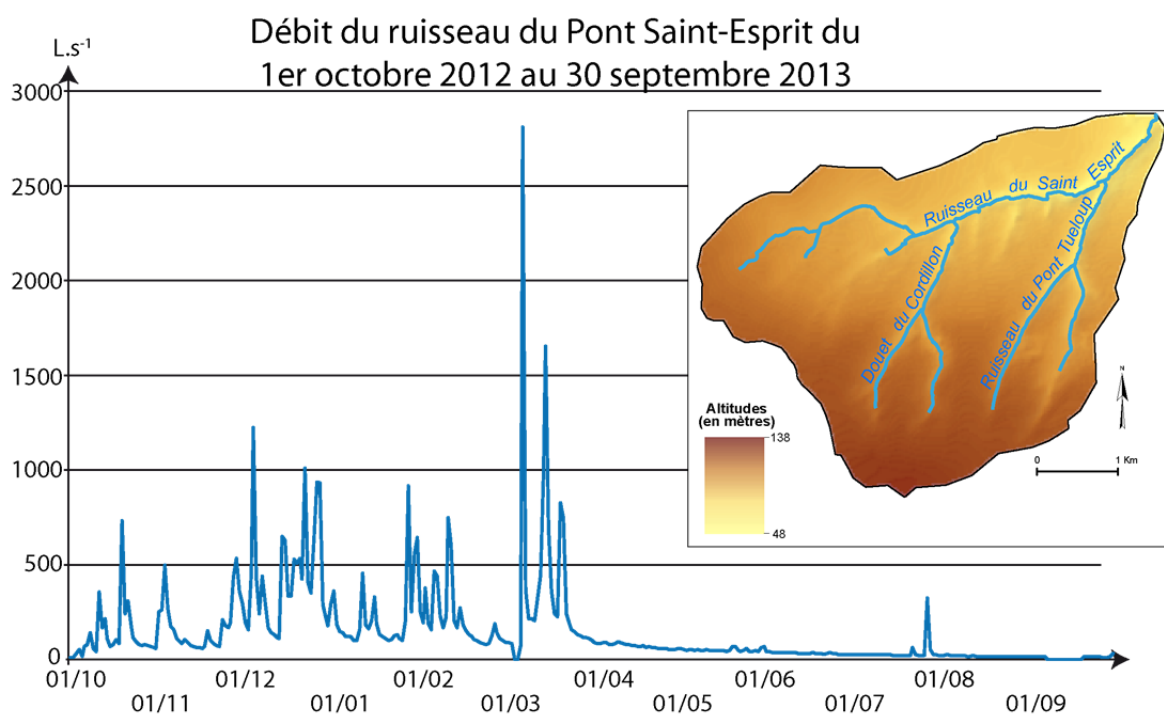 Débit du ruisseau du Pont Saint-Esprit du
1er octobre 2012 au 30 septembre 2013
L.s⁻¹
3000
2500
2000
1500
1000
500
0
01/10
01/11
01/12
01/01
01/02
01/03
01/04
01/05
01/06
01/07
01/08
01/09
Ruisseau du Saint Esprit
Douet du Cordillon
Ruisseau du Pont Tueloup
Altitudes
(en mètres)
138
48
N
0 1 Km